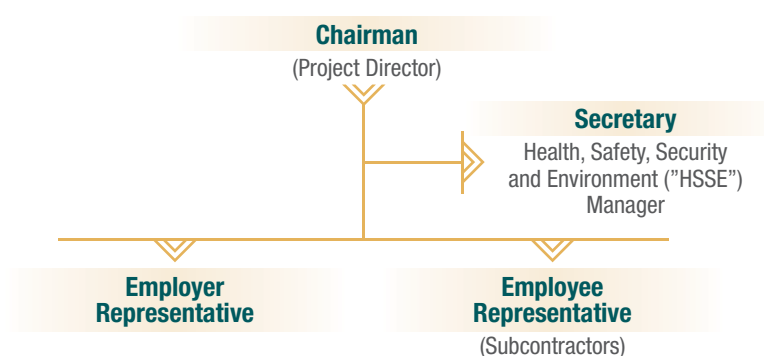 Chairman
(Project Director)
Secretary
Health, Safety, Security
and Environment (”HSSE”)
Manager
Employer
Representative
Employee
Representative
(Subcontractors)